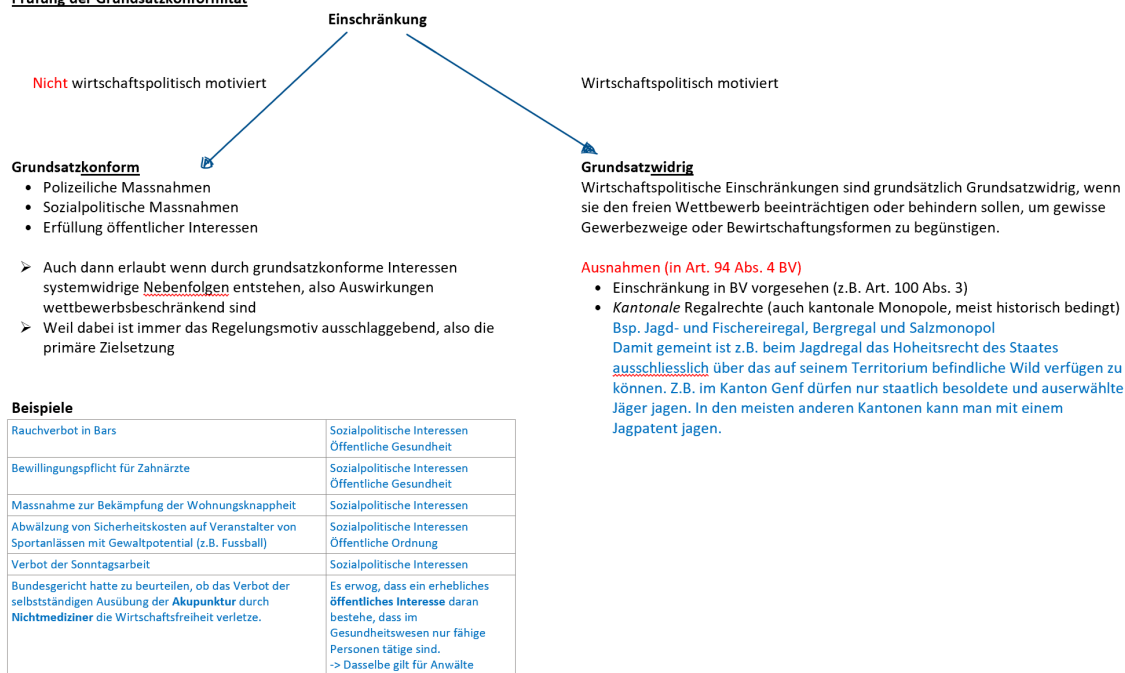 Prüfung der Grundsatzkonformität
Einschränkung
Nicht wirtschaftspolitisch motiviert
Wirtschaftspolitisch motiviert
Grundsatzkonform
• Polizeiliche Massnahmen
• Sozialpolitische Massnahmen
• Erfüllung öffentlicher Interessen
➢ Auch dann erlaubt wenn durch grundsatzkonforme Interessen
systemwidrige Nebenfolgen entstehen, also Auswirkungen
wettbewerbsbeschränkend sind
➢ Weil dabei ist immer das Regelungsmotiv ausschlaggebend, also die
primäre Zielsetzung
Grundsatzwidrig
Wirtschaftspolitische Einschränkungen sind grundsätzlich Grundsatzwidrig, wenn
sie den freien Wettbewerb beeinträchtigen oder behindern sollen, um gewisse
Gewerbezweige oder Bewirtschaftungsformen zu begünstigen.
Ausnahmen (in Art. 94 Abs. 4 BV)
• Einschränkung in BV vorgesehen (z.B. Art. 100 Abs. 3)
• Kantonale Regalrechte (auch kantonale Monopole, meist historisch bedingt)
Bsp. Jagd- und Fischereiregal, Bergregal und Salzmonopol
Damit gemeint ist z.B. beim Jagdregal das Hoheitsrecht des Staates
ausschliesslich über das auf seinem Territorium befindliche Wild verfügen zu
können. Z.B. im Kanton Genf dürfen nur staatlich besoldete und auserwählte
Jäger jagen. In den meisten anderen Kantonen kann man mit einem
Jagpatent jagen.
Beispiele
Rauchverbot in Bars
Sozialpolitische Interessen
Öffentliche Gesundheit
Bewilligungspflicht für Zahnärzte
Sozialpolitische Interessen
Öffentliche Gesundheit
Massnahme zur Bekämpfung der Wohnungsknappheit
Sozialpolitische Interessen
Abwälzung von Sicherheitskosten auf Veranstalter von
Sportanlässen mit Gewaltpotential (z.B. Fussball)
Sozialpolitische Interessen
Öffentliche Ordnung
Verbot der Sonntagsarbeit
Sozialpolitische Interessen
Bundesgericht hatte zu beurteilen, ob das Verbot der
selbstständigen Ausübung der Akupunktur durch
Nichtmediziner die Wirtschaftsfreiheit verletze.
Es erwog, dass ein erhebliches
öffentliches Interesse daran
bestehe, dass im
Gesundheitswesen nur fähige
Personen tätige sind.
-> Dasselbe gilt für Anwälte